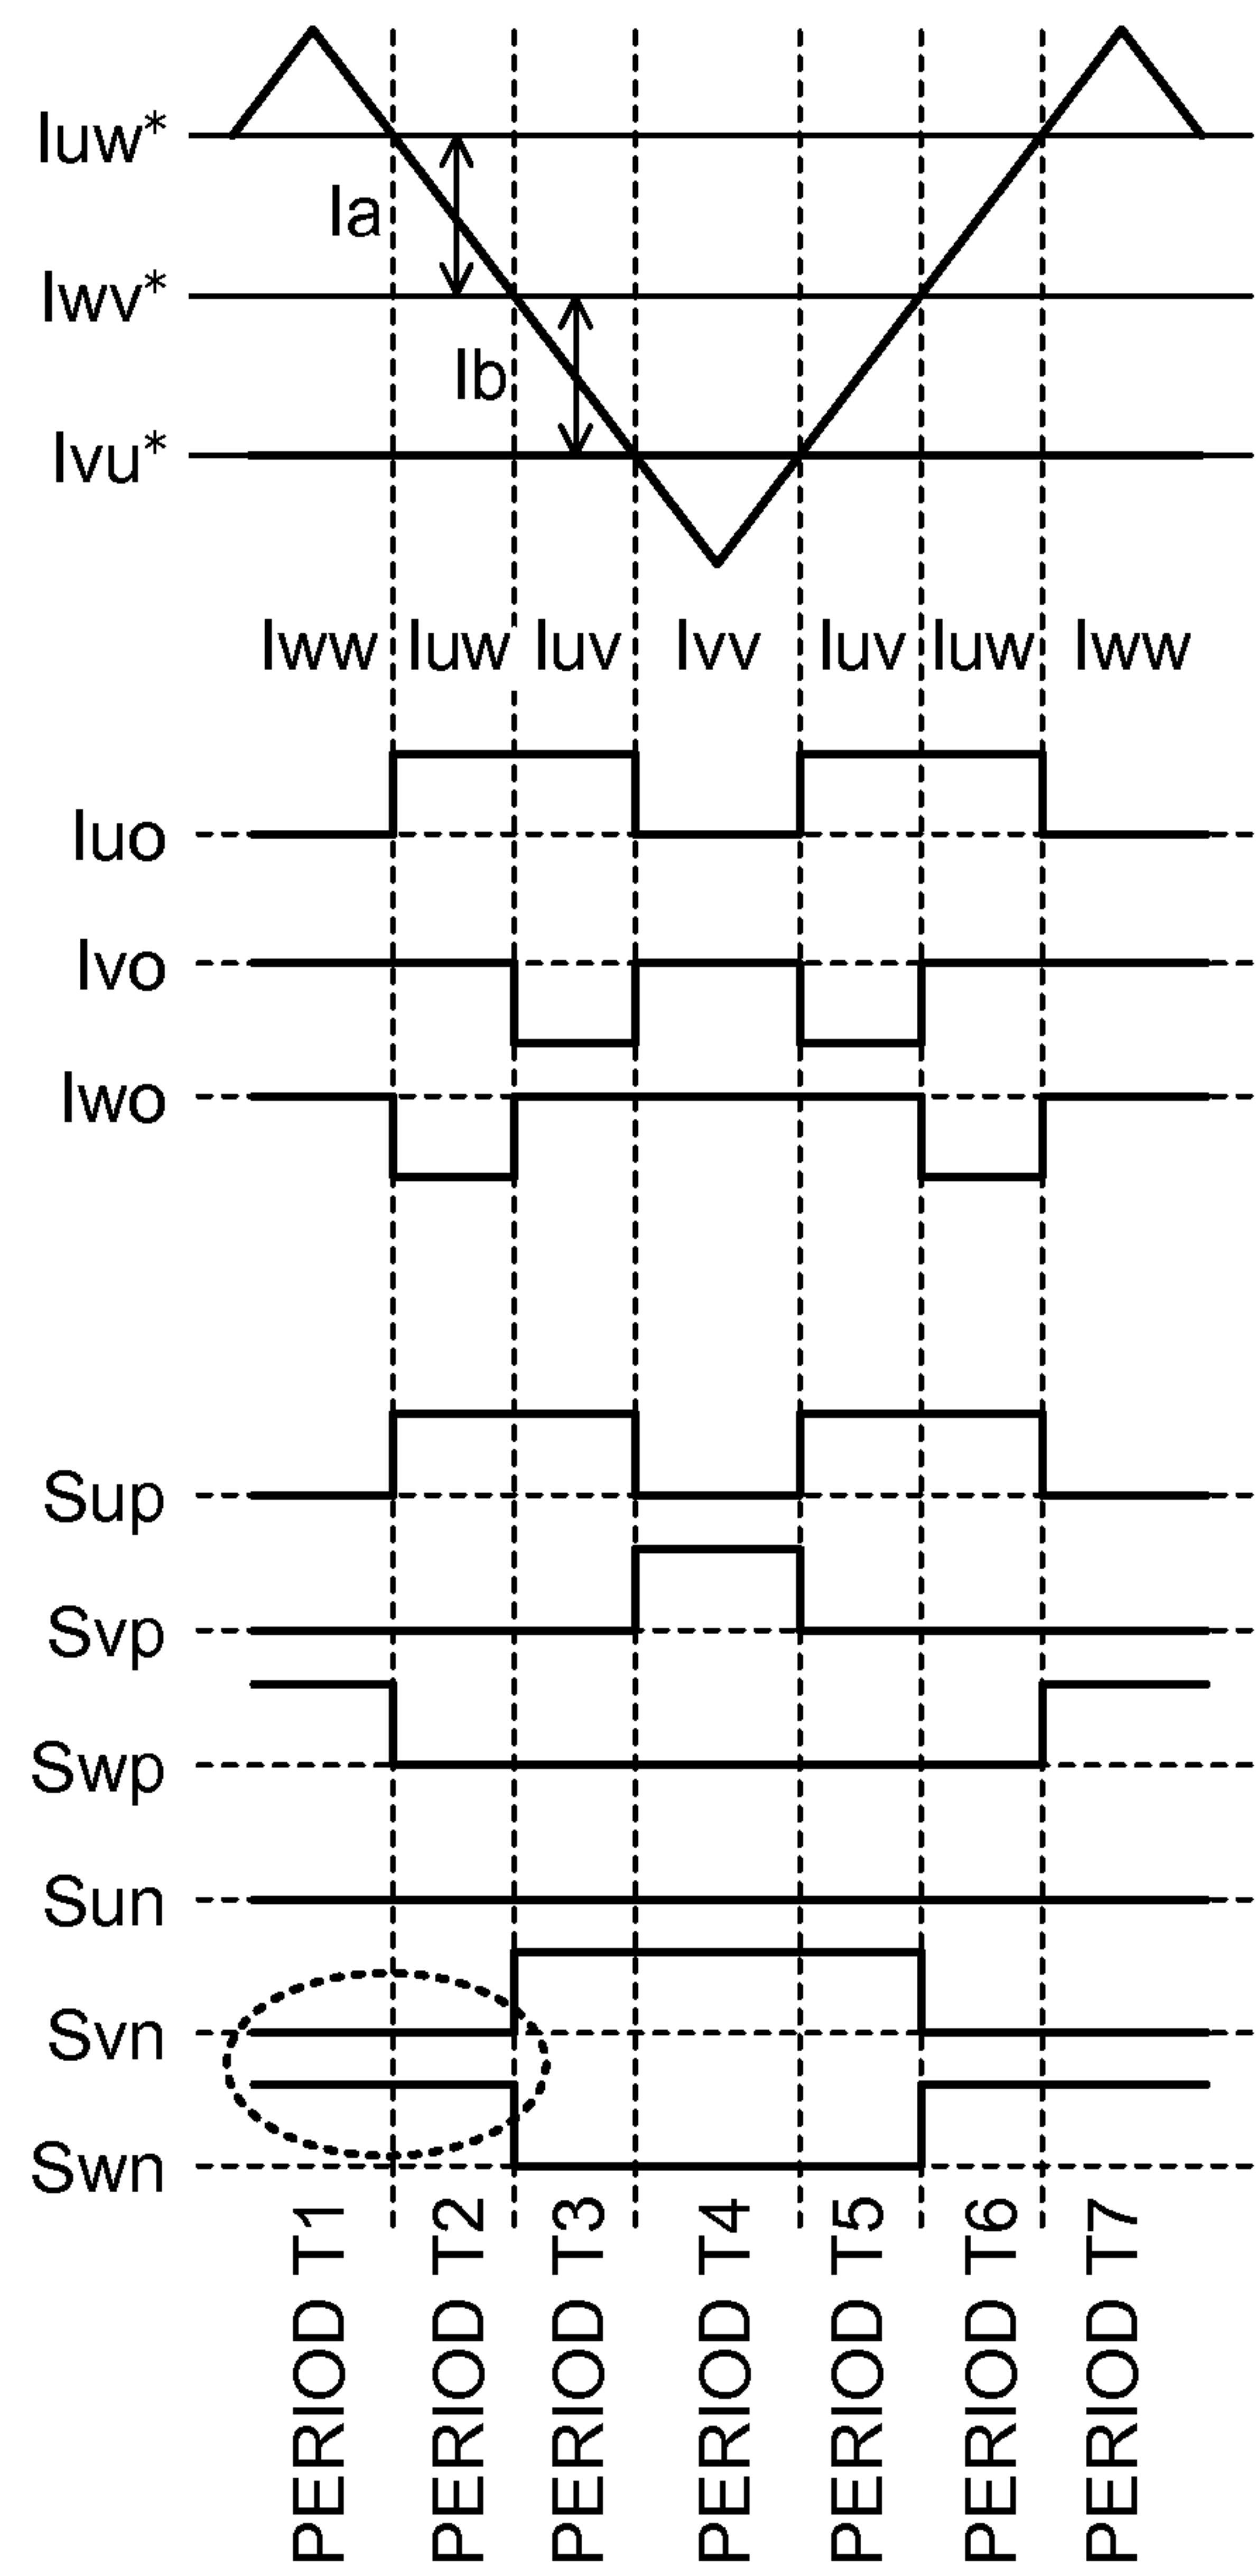 Iuw*
Ia
Iwv*
Ib
Ivu*
Iww Iuw Iuv Ivv Iuv Iuw Iww
Iuo
Ivo
Iwo
Sup
Svp
Swp
Sun
Svn
Swn
PERIOD T1
PERIOD T2
PERIOD T3
PERIOD T4
PERIOD T5
PERIOD T6
PERIOD T7